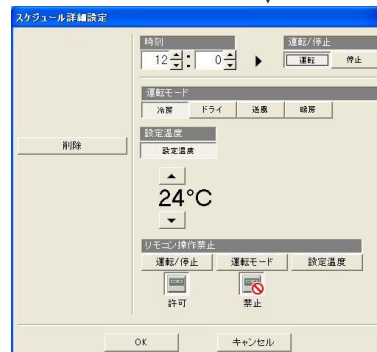 スケジュール詳細設定
時刻 運転/停止
12 : 0 運転 停止
運転モード
冷房 ドライ 送風 暖房
設定温度
削除 設定温度
24°C
リモコン操作禁止
運転/停止 運転モード 設定温度
許可 禁止
OK キャンセル